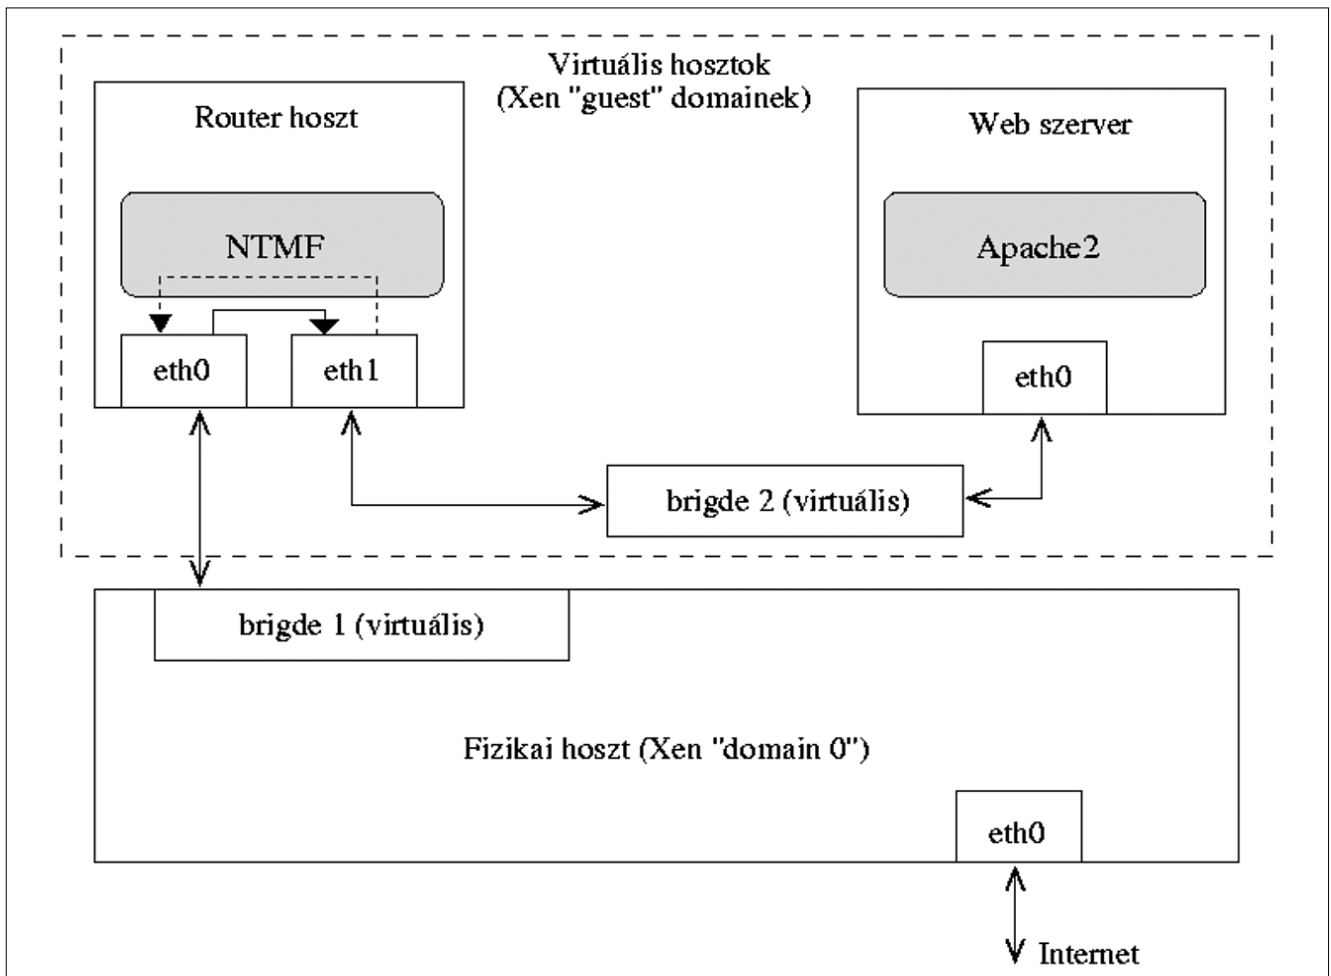 Virtuális hosztok
(Xen "guest" domainek)
Router hoszt
Web szerver
NTMF
Apache2
eth0
eth1
eth0
brigde 2 (virtuális)
brigde 1 (virtuális)
Fizikai hoszt (Xen "domain 0")
eth0
Internet